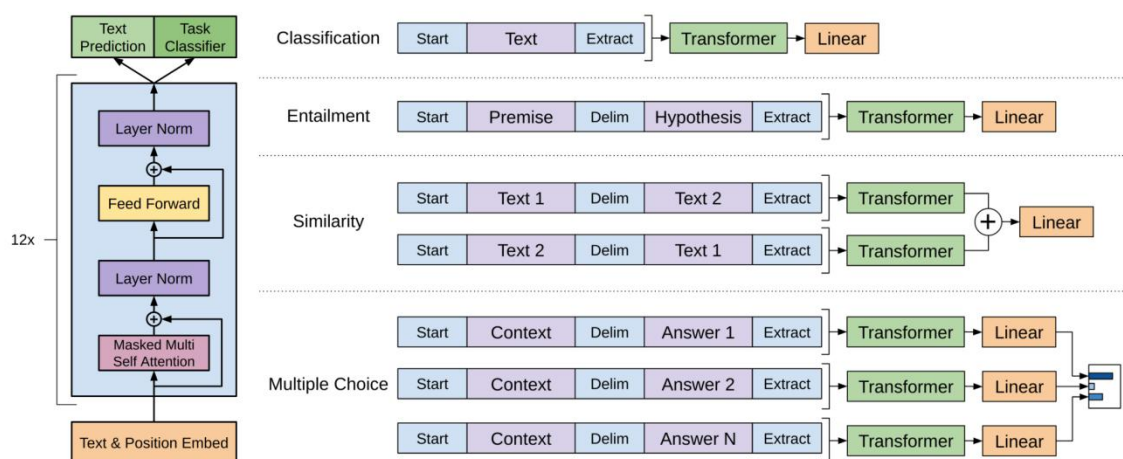 Text Prediction
Task Classifier
12x
Layer Norm
Feed Forward
Layer Norm
Masked Multi
Self Attention
Text & Position Embed
Classification
Start Text Extract Transformer Linear
Entailment
Start Premise Delim Hypothesis Extract Transformer Linear
Similarity
Start Text 1 Delim Text 2 Extract Transformer
Start Text 2 Delim Text 1 Extract Transformer
Linear
Multiple Choice
Start Context Delim Answer 1 Extract Transformer Linear
Start Context Delim Answer 2 Extract Transformer Linear
Start Context Delim Answer N Extract Transformer Linear